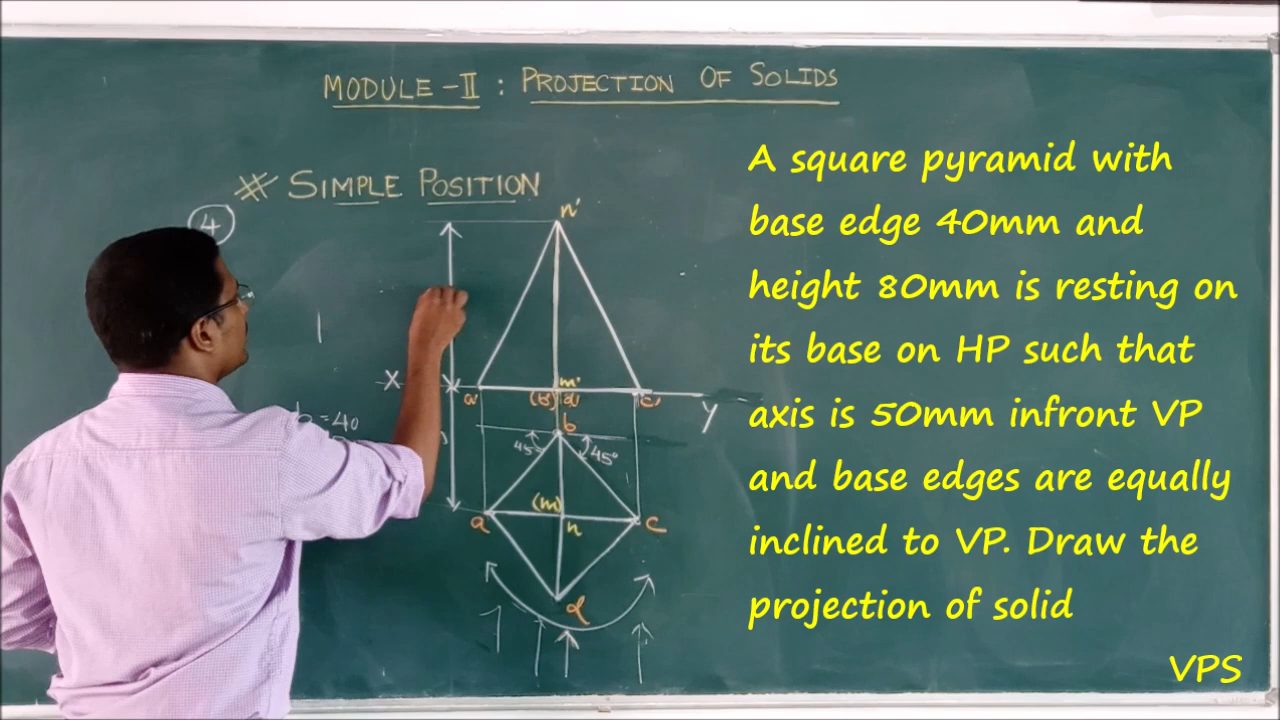 MODULE-II : PROJECTION OF SOLIDS
# SIMPLE POSITION
4
n'
X
a'
m'
(b')
d'
c'
Y
b
45°
45°
b = 40
a
(m)
n
c
d
A square pyramid with
base edge 40mm and
height 80mm is resting on
its base on HP such that
axis is 50mm infront VP
and base edges are equally
inclined to VP. Draw the
projection of solid
VPS